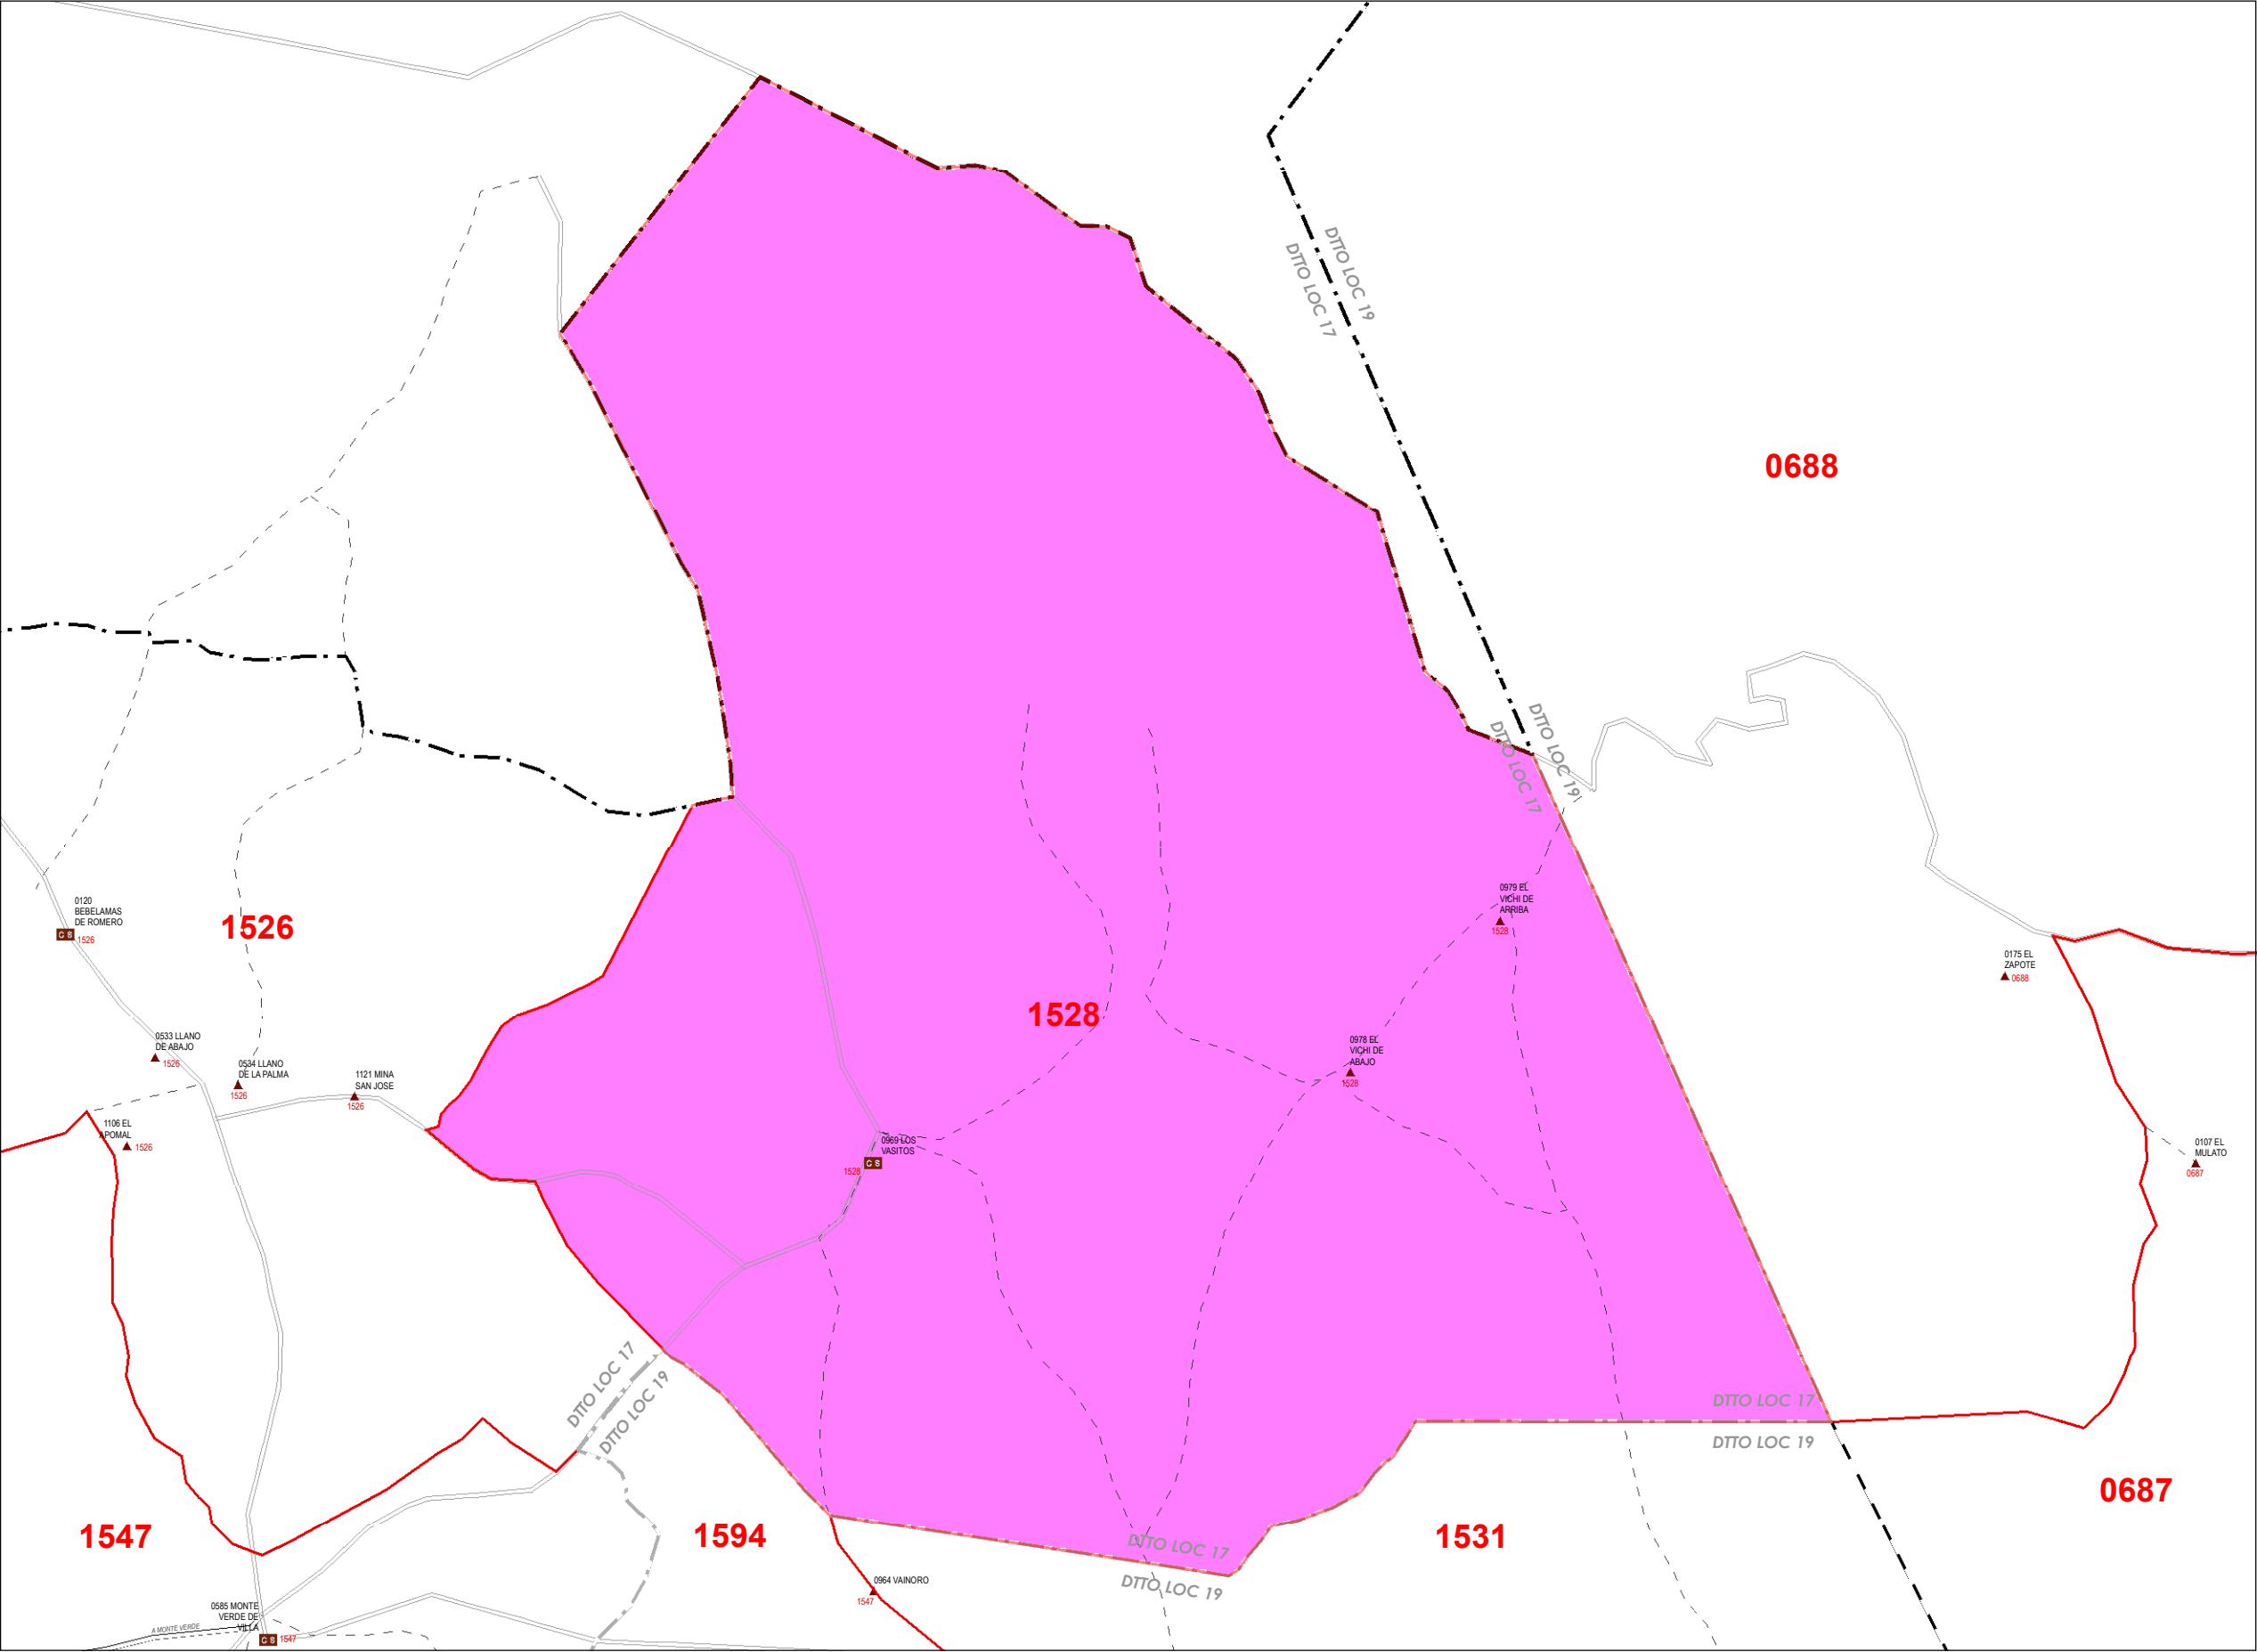 DTTO LOC 19
DTTO LOC 17
0688
DTTO LOC 19
DTTO LOC 17
0120
BEBELAMAS
DE ROMERO
C S
1526
1526
0979 EL
VICHI DE
ARRIBA
1528
0175 EL
ZAPOTE
0688
1528
0533 LLANO
DE ABAJO
1526
0534 LLANO
DE LA PALMA
1526
1121 MINA
SAN JOSE
1526
0978 EL
VICHI DE
ABAJO
1528
1106 EL
APOMAL
1526
0969 LOS
VASITOS
1528
C S
0107 EL
MULATO
0687
DTTO LOC 17
DTTO LOC 19
DTTO LOC 17
DTTO LOC 19
0687
1547
1594
1531
DTTO LOC 17
DTTO LOC 19
0964 VAINORO
1547
0585 MONTE
VERDE DE
VILLA
A MONTE VERDE
C S
1547